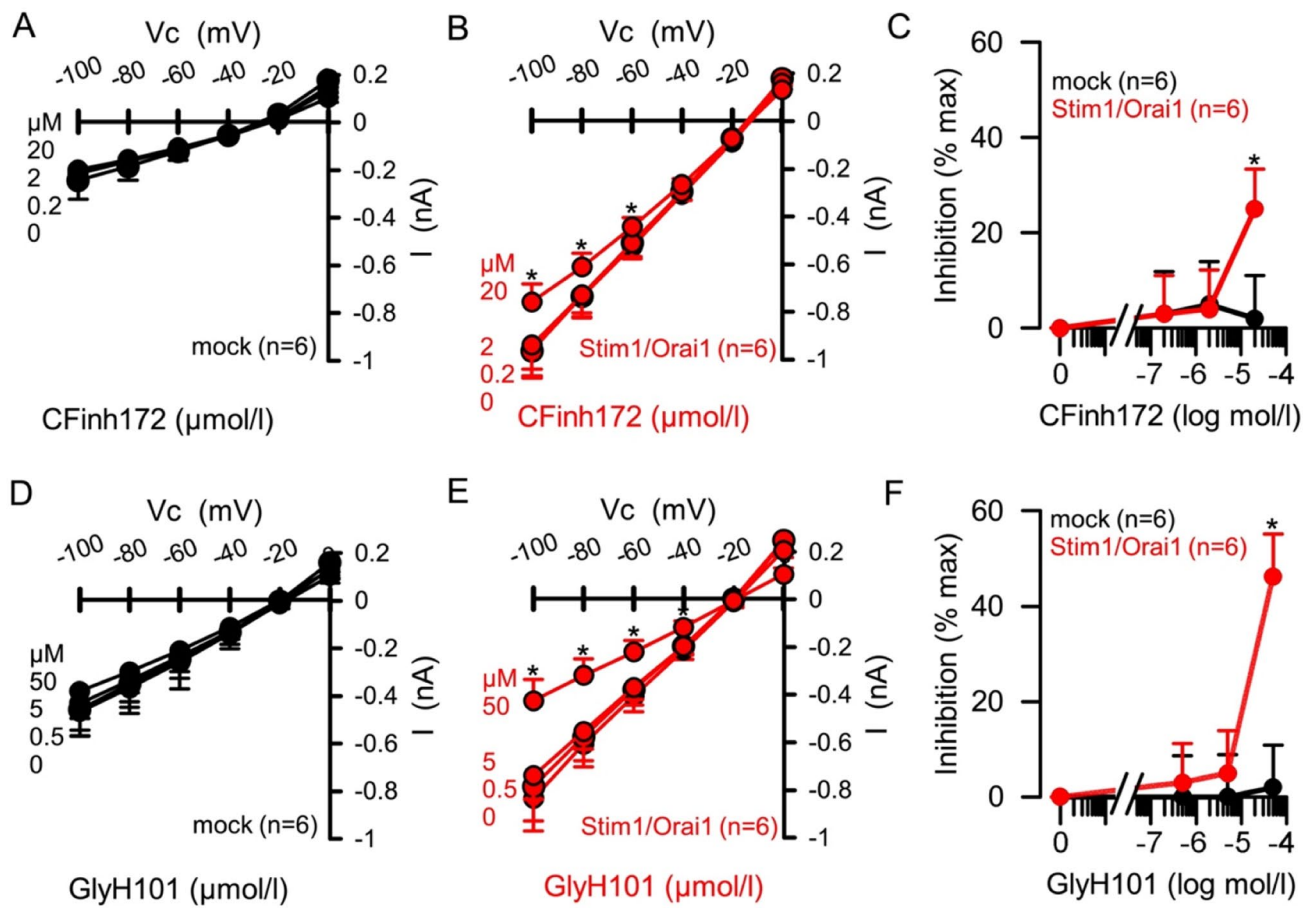 A
Vc (mV)
-100 -80 -60 -40 -20
0.2
0
-0.2
-0.4
-0.6
-0.8
-1
I (nA)
µM
20
2
0.2
0
mock (n=6)
CFinh172 (µmol/l)
B
Vc (mV)
-100 -80 -60 -40 -20
0.2
0
-0.2
-0.4
-0.6
-0.8
-1
I (nA)
* * *
µM
20
2
0.2
0
Stim1/Orai1 (n=6)
CFinh172 (µmol/l)
C
60
40
20
0
Inhibition (% max)
mock (n=6)
Stim1/Orai1 (n=6)
*
0 -7 -6 -5 -4
CFinh172 (log mol/l)
D
Vc (mV)
-100 -80 -60 -40 -20 0
0.2
0
-0.2
-0.4
-0.6
-0.8
-1
I (nA)
µM
50
5
0.5
0
mock (n=6)
GlyH101 (µmol/l)
E
Vc (mV)
-100 -80 -60 -40 -20
0.2
0
-0.2
-0.4
-0.6
-0.8
-1
I (nA)
* * * *
µM
50
5
0.5
0
Stim1/Orai1 (n=6)
GlyH101 (µmol/l)
F
60
40
20
0
Inihibition (% max)
mock (n=6)
Stim1/Orai1 (n=6)
*
0 -7 -6 -5 -4
GlyH101 (log mol/l)